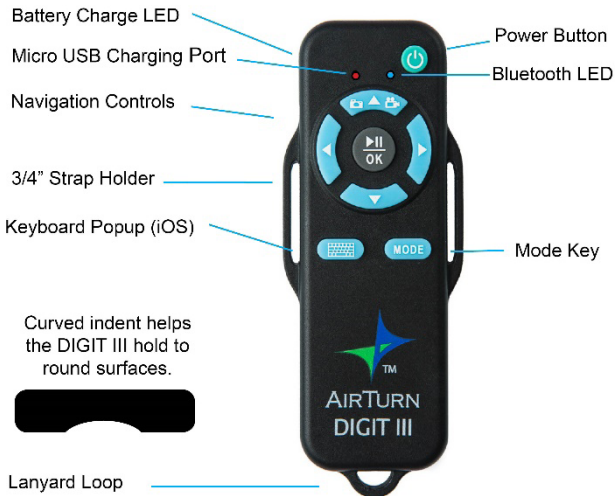 Battery Charge LED
Micro USB Charging Port
Navigation Controls
3/4" Strap Holder
Keyboard Popup (iOS)
Power Button
Bluetooth LED
OK
MODE
Mode Key
Curved indent helps
the DIGIT III hold to
round surfaces.
TM
AIRTURN
DIGIT III
Lanyard Loop